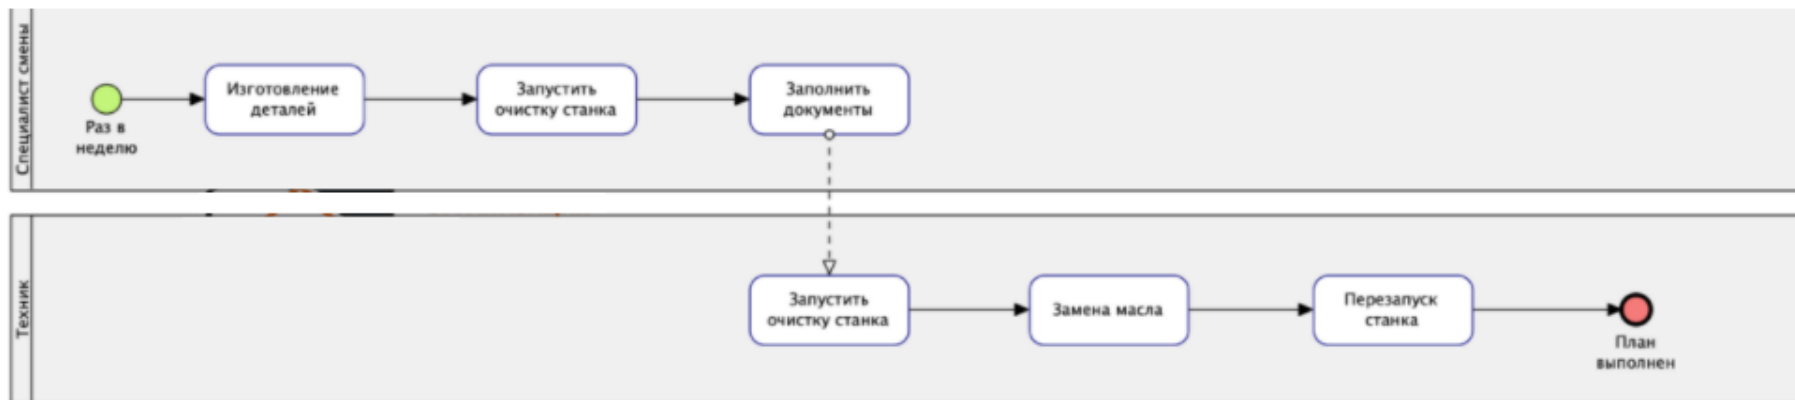 Специалист смены
Раз в
неделю
Изготовление
деталей
Запустить
очистку станка
Заполнить
документы
Техник
Запустить
очистку станка
Замена масла
Перезапуск
станка
План
выполнен